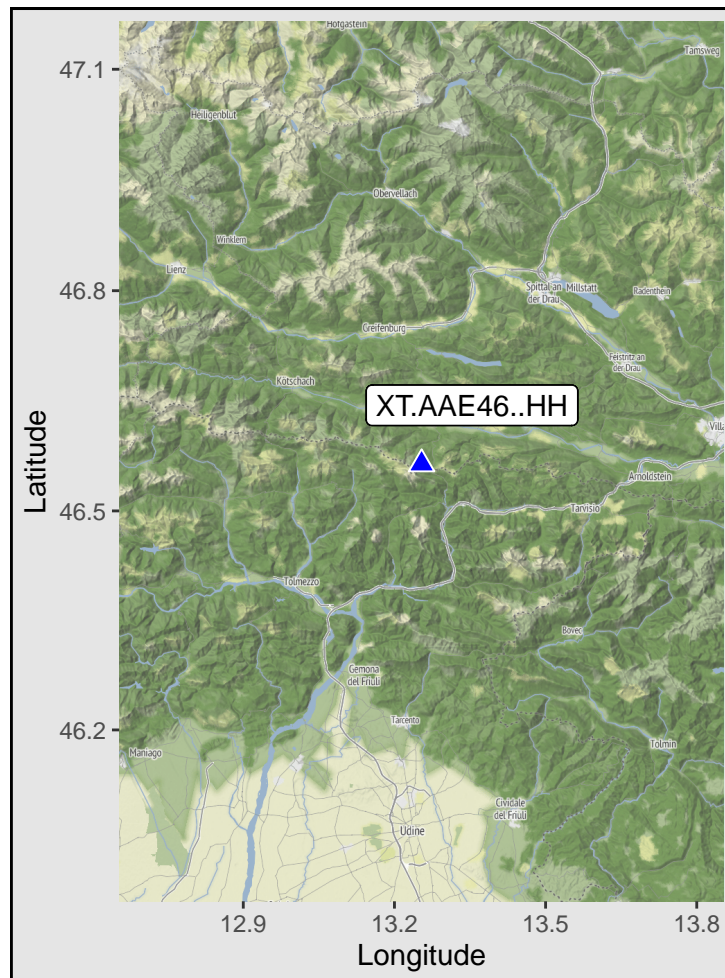 Hofgastein
Tamsweg
47.1
Heiligenblut
Obervellach
Winklern
Lienz
46.8
Spittal an
der Drau
Millstatt
Radenthein
Greifenburg
Feistritz an
der Drau
Kötschach
XT.AAE46..HH
Villa
Arnoldstein
Latitude
46.5
Tarvisio
Tolmezzo
Bovec
Gemona
del Friuli
46.2
Tarcento
Tolmin
Maniago
Cividale
del Friuli
Udine
12.9
13.2
13.5
13.8
Longitude